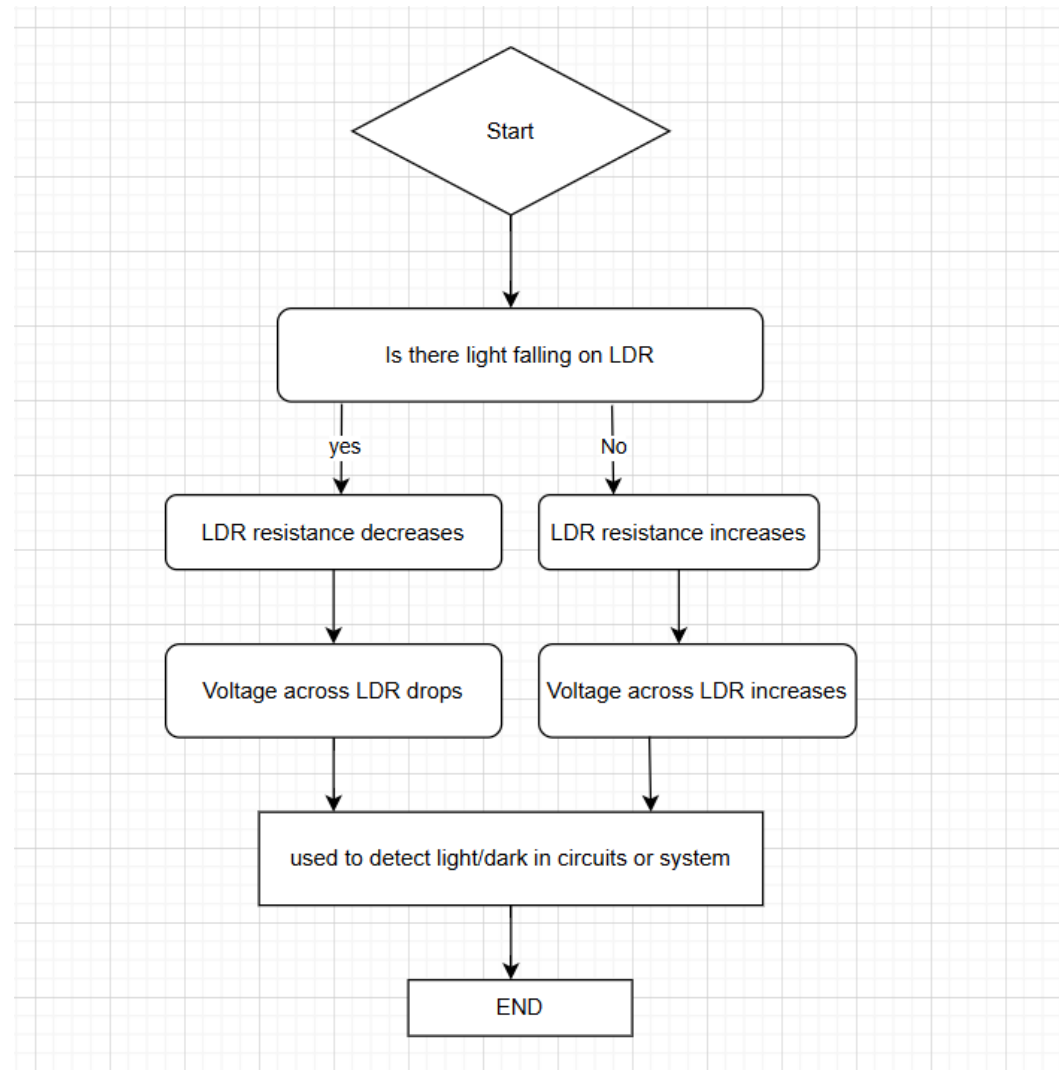 Start
Is there light falling on LDR
yes
No
LDR resistance decreases
LDR resistance increases
Voltage across LDR drops
Voltage across LDR increases
used to detect light/dark in circuits or system
END